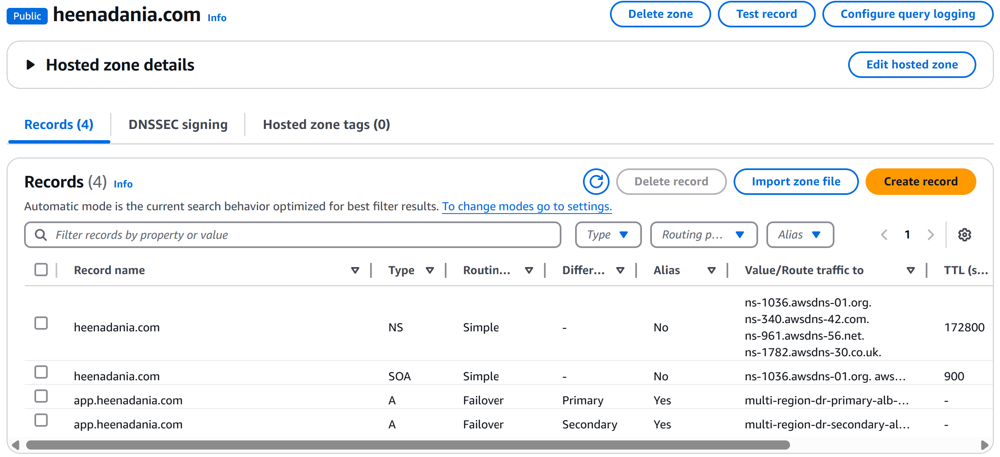 Public heenadania.com Info Delete zone Test record Configure query logging
Hosted zone details Edit hosted zone
Records (4) DNSSEC signing Hosted zone tags (0)
Records (4) Info Delete record Import zone file Create record
Automatic mode is the current search behavior optimized for best filter results. To change modes go to settings.
Filter records by property or value Type Routing p... Alias 1
Record name Type Routin... Differ... Alias Value/Route traffic to TTL (s...
ns-1036.awsdns-01.org.
ns-340.awsdns-42.com.
heenadania.com NS Simple - No 172800
ns-961.awsdns-56.net.
ns-1782.awsdns-30.co.uk.
heenadania.com SOA Simple - No ns-1036.awsdns-01.org. aws... 900
app.heenadania.com A Failover Primary Yes multi-region-dr-primary-alb-... -
app.heenadania.com A Failover Secondary Yes multi-region-dr-secondary-al... -